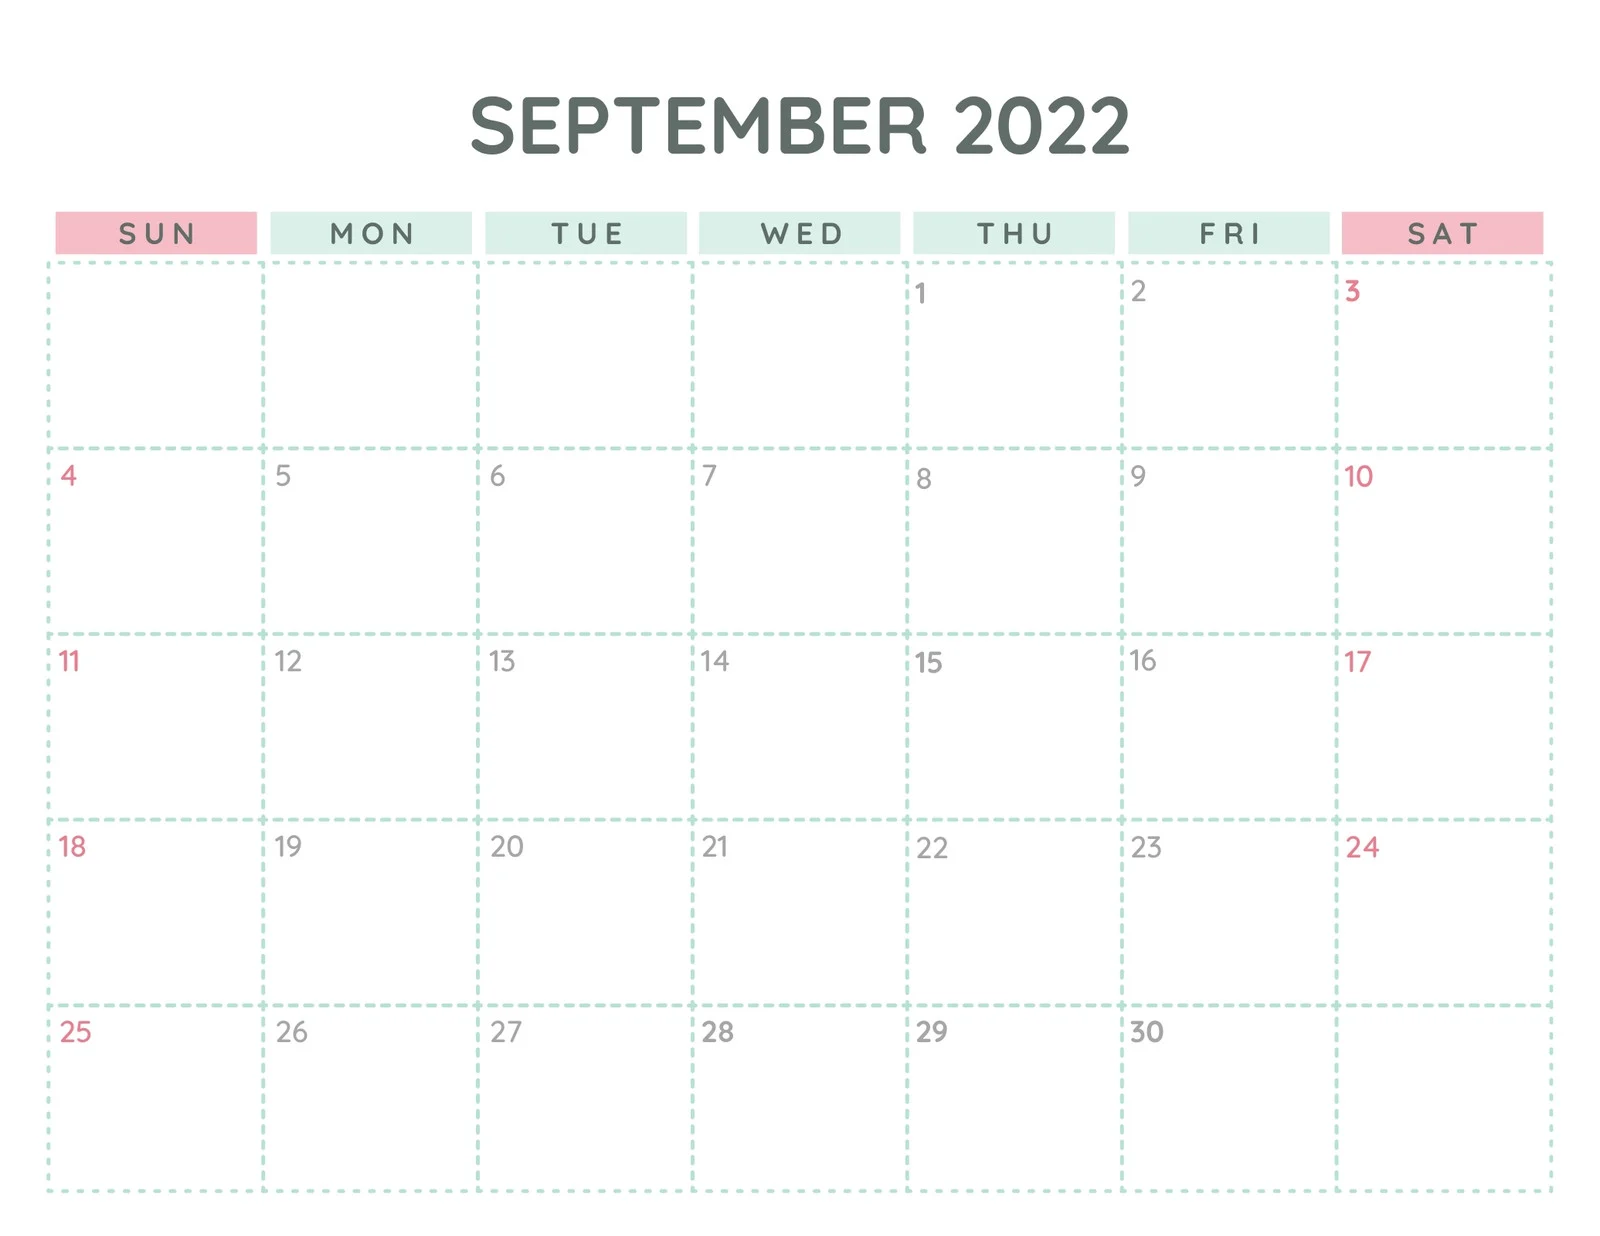 SEPTEMBER 2022
SUN MON TUE WED THU FRI SAT
1 2 3
4 5 6 7 8 9 10
11 12 13 14 15 16 17
18 19 20 21 22 23 24
25 26 27 28 29 30